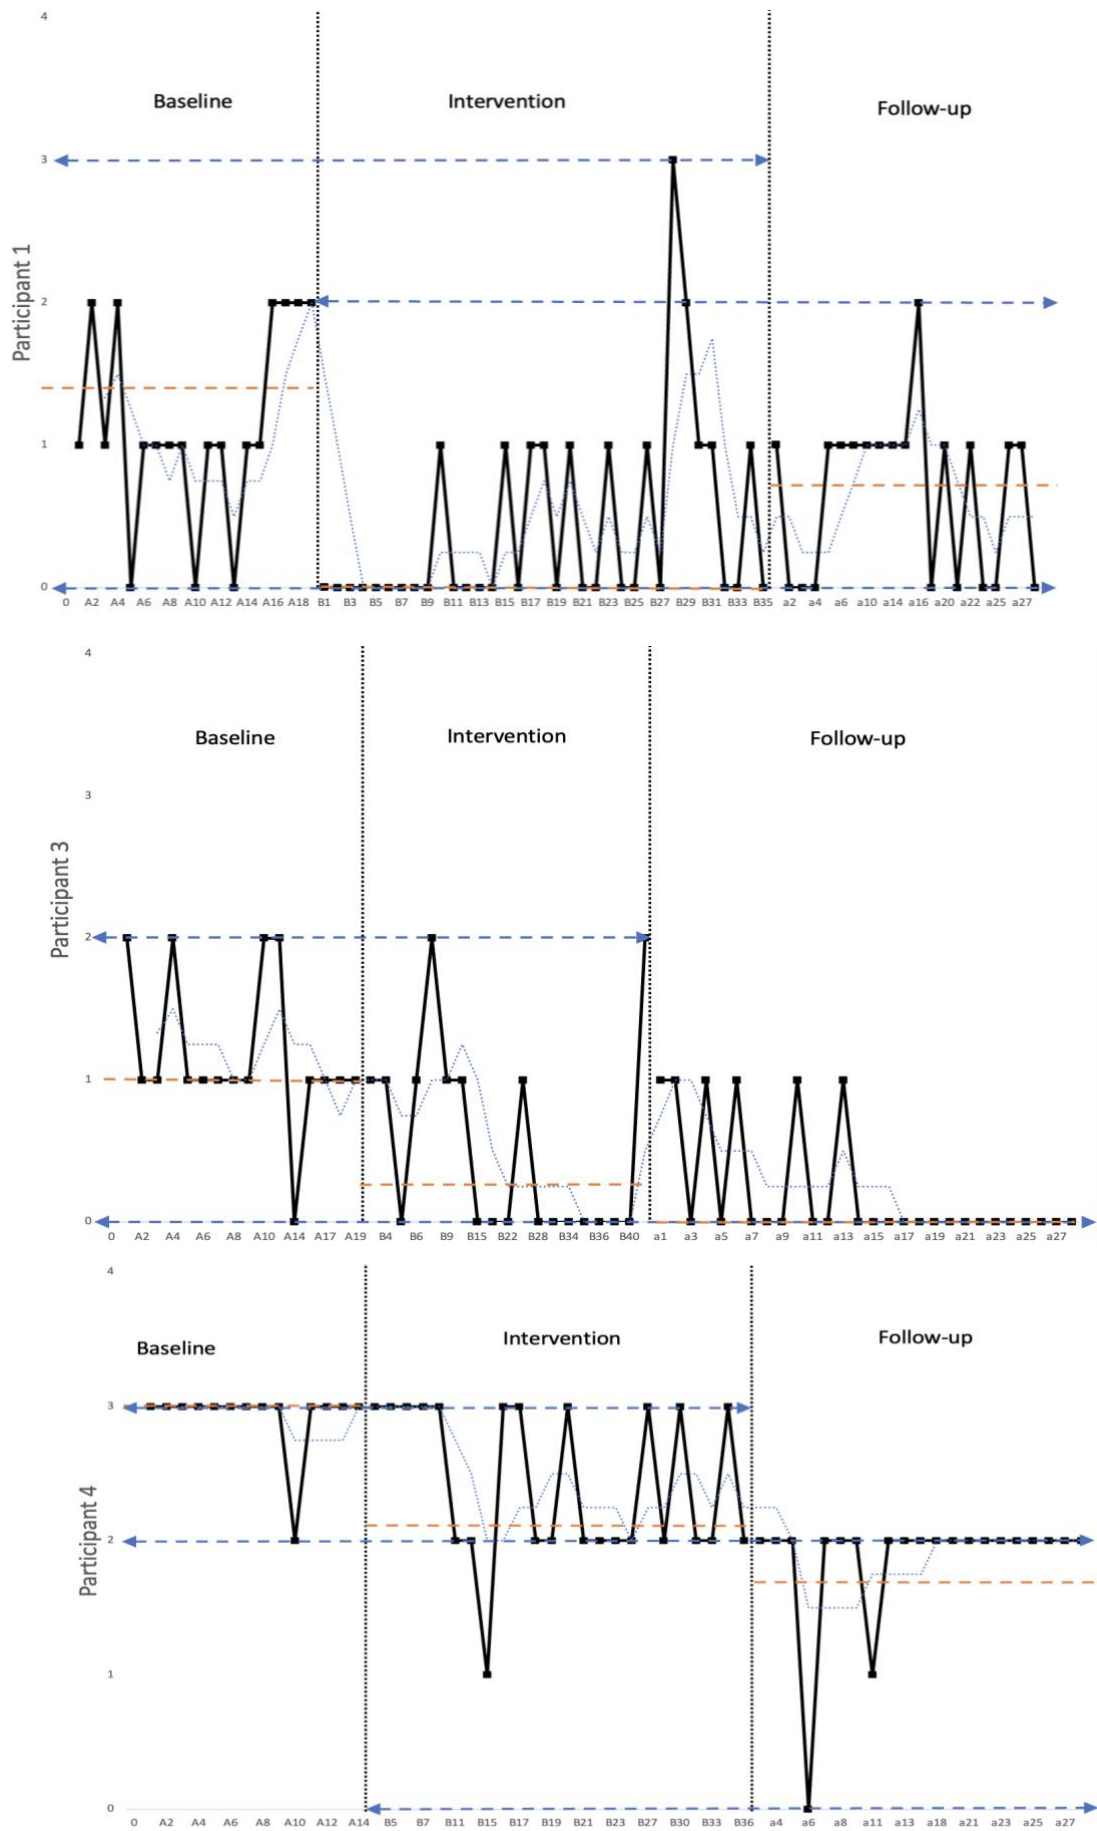 4
Baseline
Intervention
Follow-up
3
Participant 1
2
1
0
0 A2 A4 A6 A8 A10 A12 A14 A16 A18 B1 B3 B5 B7 B9 B11 B13 B15 B17 B19 B21 B23 B25 B27 B29 B31 B33 B35 a2 a4 a6 a10 a14 a16 a20 a22 a25 a27
4
Baseline
Intervention
Follow-up
3
Participant 3
2
1
0
0 A2 A4 A6 A8 A10 A14 A17 A19 B4 B6 B9 B15 B22 B28 B34 B36 B40 a1 a3 a5 a7 a9 a11 a13 a15 a17 a19 a21 a23 a25 a27
4
Baseline
Intervention
Follow-up
3
Participant 4
2
1
0
0 A2 A4 A6 A8 A10 A12 A14 B5 B7 B11 B15 B17 B19 B21 B23 B27 B30 B33 B36 a4 a6 a8 a11 a13 a18 a21 a25 a27